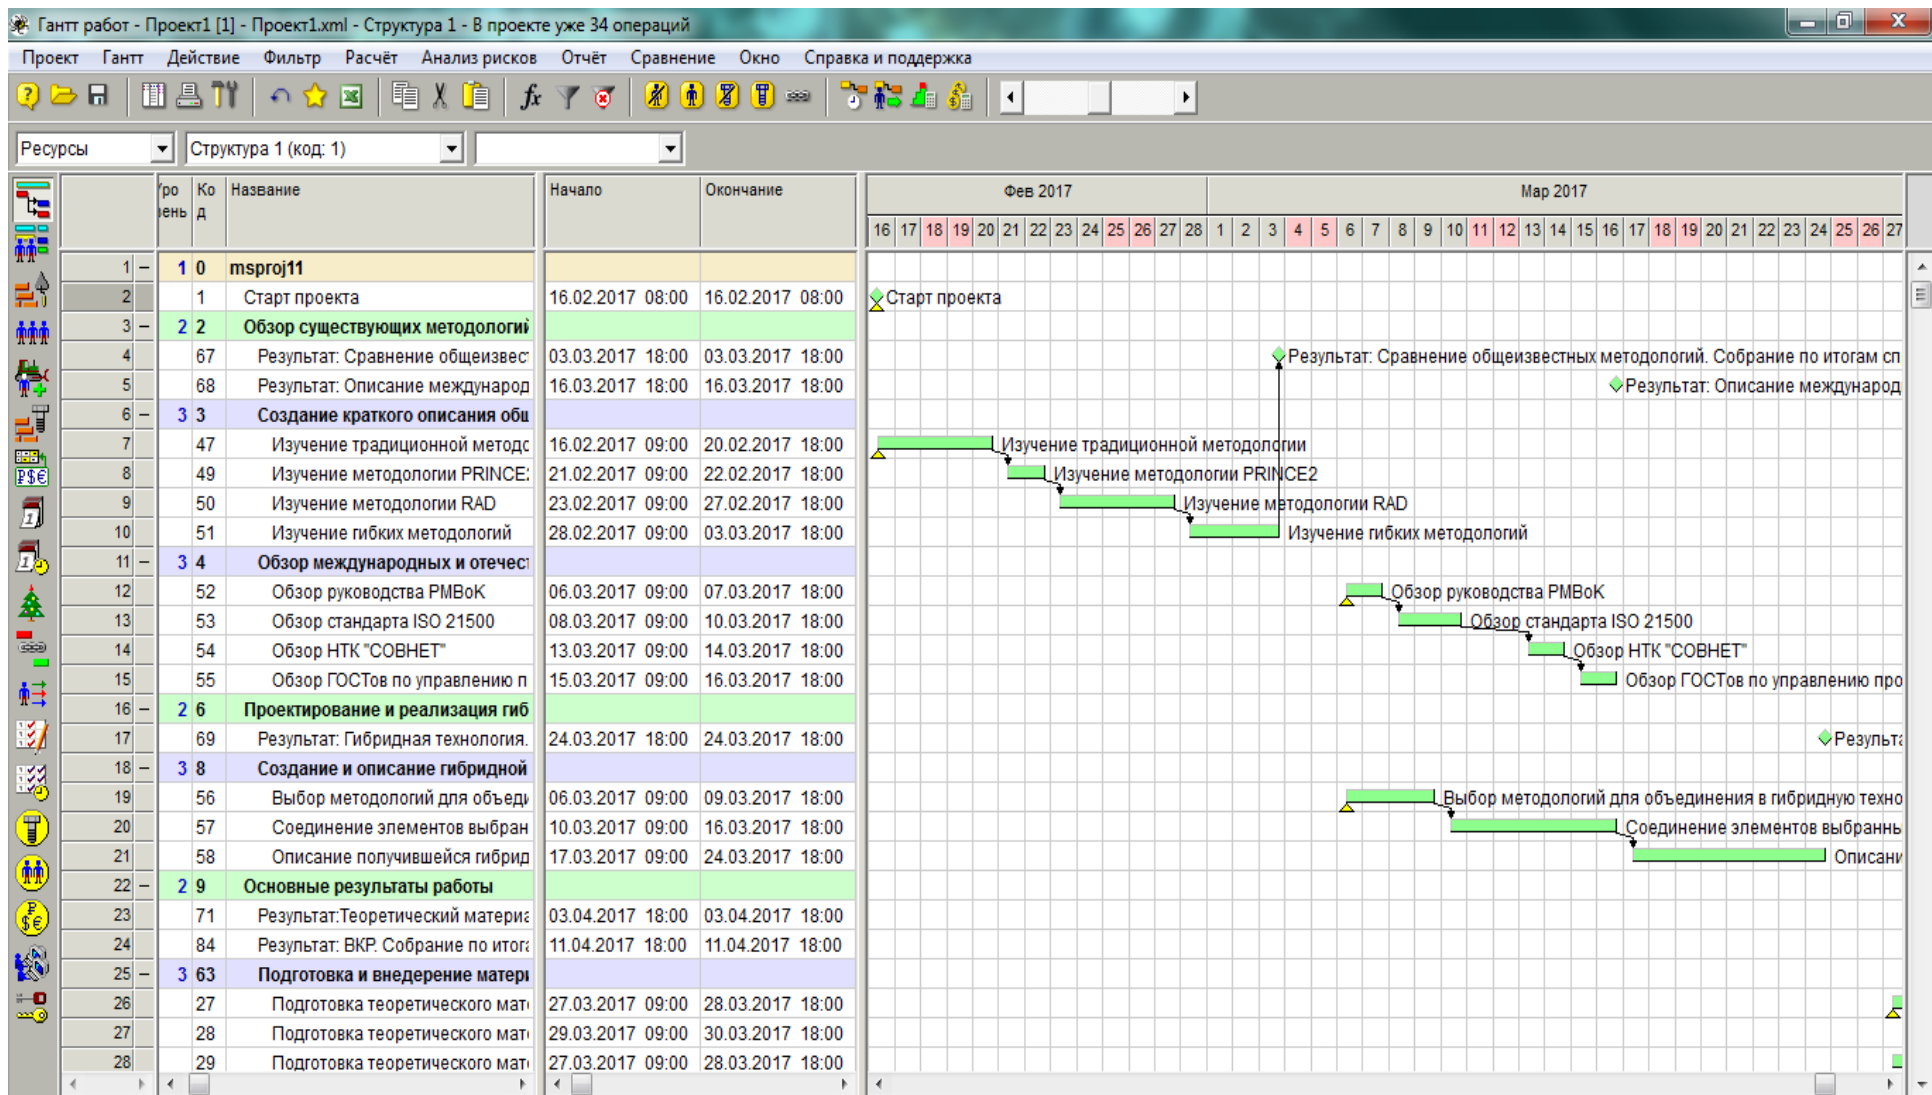 Гантт работ - Проект1 [1] - Проект1.xml - Структура 1 - В проекте уже 34 операций
Проект Гантт Действие Фильтр Расчёт Анализ рисков Отчёт Сравнение Окно Справка и поддержка
Ресурсы Структура 1 (код: 1)
Уро Ко Название Начало Окончание Фев 2017 Мар 2017
вень д
16 17 18 19 20 21 22 23 24 25 26 27 28 1 2 3 4 5 6 7 8 9 10 11 12 13 14 15 16 17 18 19 20 21 22 23 24 25 26 27
1 – 1 0 msproj11
2 1 Старт проекта 16.02.2017 08:00 16.02.2017 08:00 Старт проекта
3 – 2 2 Обзор существующих методологий
4 67 Результат: Сравнение общеизвест 03.03.2017 18:00 03.03.2017 18:00 Результат: Сравнение общеизвестных методологий. Собрание по итогам сп
5 68 Результат: Описание международ 16.03.2017 18:00 16.03.2017 18:00 Результат: Описание международ
6 – 3 3 Создание краткого описания общ
7 47 Изучение традиционной методо 16.02.2017 09:00 20.02.2017 18:00 Изучение традиционной методологии
8 49 Изучение методологии PRINCE2 21.02.2017 09:00 22.02.2017 18:00 Изучение методологии PRINCE2
9 50 Изучение методологии RAD 23.02.2017 09:00 27.02.2017 18:00 Изучение методологии RAD
10 51 Изучение гибких методологий 28.02.2017 09:00 03.03.2017 18:00 Изучение гибких методологий
11 – 3 4 Обзор международных и отечест
12 52 Обзор руководства PMBoK 06.03.2017 09:00 07.03.2017 18:00 Обзор руководства PMBoK
13 53 Обзор стандарта ISO 21500 08.03.2017 09:00 10.03.2017 18:00 Обзор стандарта ISO 21500
14 54 Обзор НТК "СОВНЕТ" 13.03.2017 09:00 14.03.2017 18:00 Обзор НТК "СОВНЕТ"
15 55 Обзор ГОСТов по управлению п 15.03.2017 09:00 16.03.2017 18:00 Обзор ГОСТов по управлению про
16 – 2 6 Проектирование и реализация гиб
17 69 Результат: Гибридная технология. 24.03.2017 18:00 24.03.2017 18:00 Результа
18 – 3 8 Создание и описание гибридной
19 56 Выбор методологий для объеди 06.03.2017 09:00 09.03.2017 18:00 Выбор методологий для объединения в гибридную техно
20 57 Соединение элементов выбран 10.03.2017 09:00 16.03.2017 18:00 Соединение элементов выбранны
21 58 Описание получившейся гибрид 17.03.2017 09:00 24.03.2017 18:00 Описани
22 – 2 9 Основные результаты работы
23 71 Результат:Теоретический материа 03.04.2017 18:00 03.04.2017 18:00
24 84 Результат: ВКР. Собрание по итога 11.04.2017 18:00 11.04.2017 18:00
25 – 3 63 Подготовка и внедерение матери
26 27 Подготовка теоретического мате 27.03.2017 09:00 28.03.2017 18:00
27 28 Подготовка теоретического мате 29.03.2017 09:00 30.03.2017 18:00
28 29 Подготовка теоретического мате 27.03.2017 09:00 28.03.2017 18:00